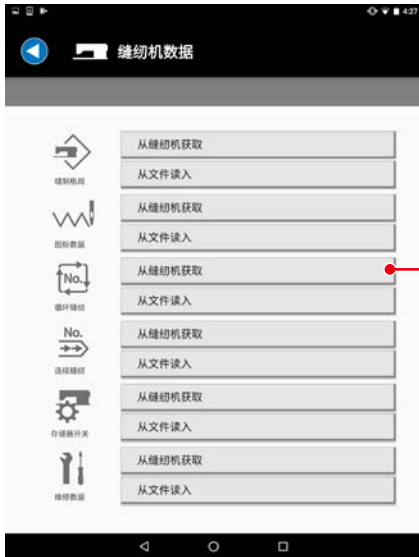 4:27
缝纫机数据
从缝纫机获取
从文件读入
缝制格局
从缝纫机获取
从文件读入
图标数据
从缝纫机获取
No.
从文件读入
循环缝纫
从缝纫机获取
No.
从文件读入
连续缝纫
从缝纫机获取
从文件读入
存储器开关
从缝纫机获取
从文件读入
维修数据